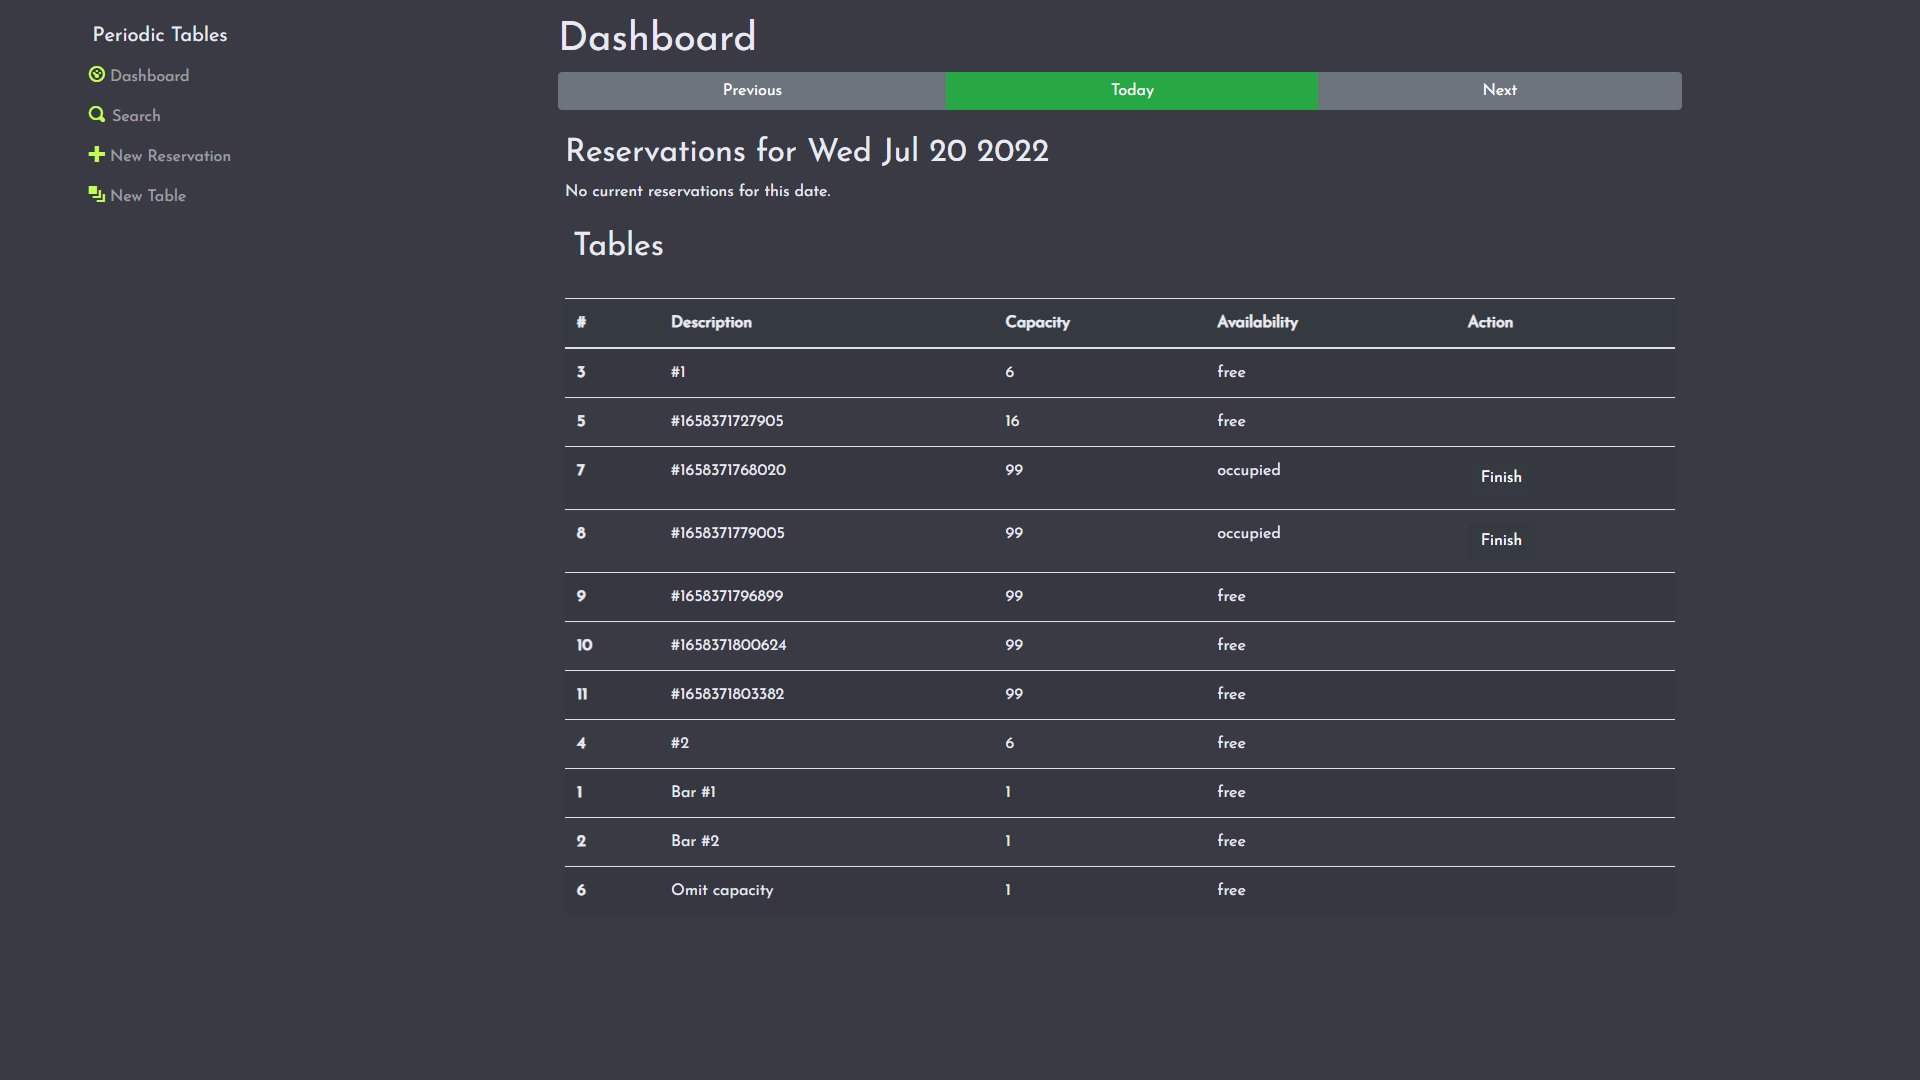 Periodic Tables
Dashboard
Search
New Reservation
New Table
Dashboard
Previous Today Next
Reservations for Wed Jul 20 2022
No current reservations for this date.
Tables
# Description Capacity Availability Action
3 #1 6 free
5 #1658371727905 16 free
7 #1658371768020 99 occupied Finish
8 #1658371779005 99 occupied Finish
9 #1658371796899 99 free
10 #1658371800624 99 free
11 #1658371803382 99 free
4 #2 6 free
1 Bar #1 1 free
2 Bar #2 1 free
6 Omit capacity 1 free